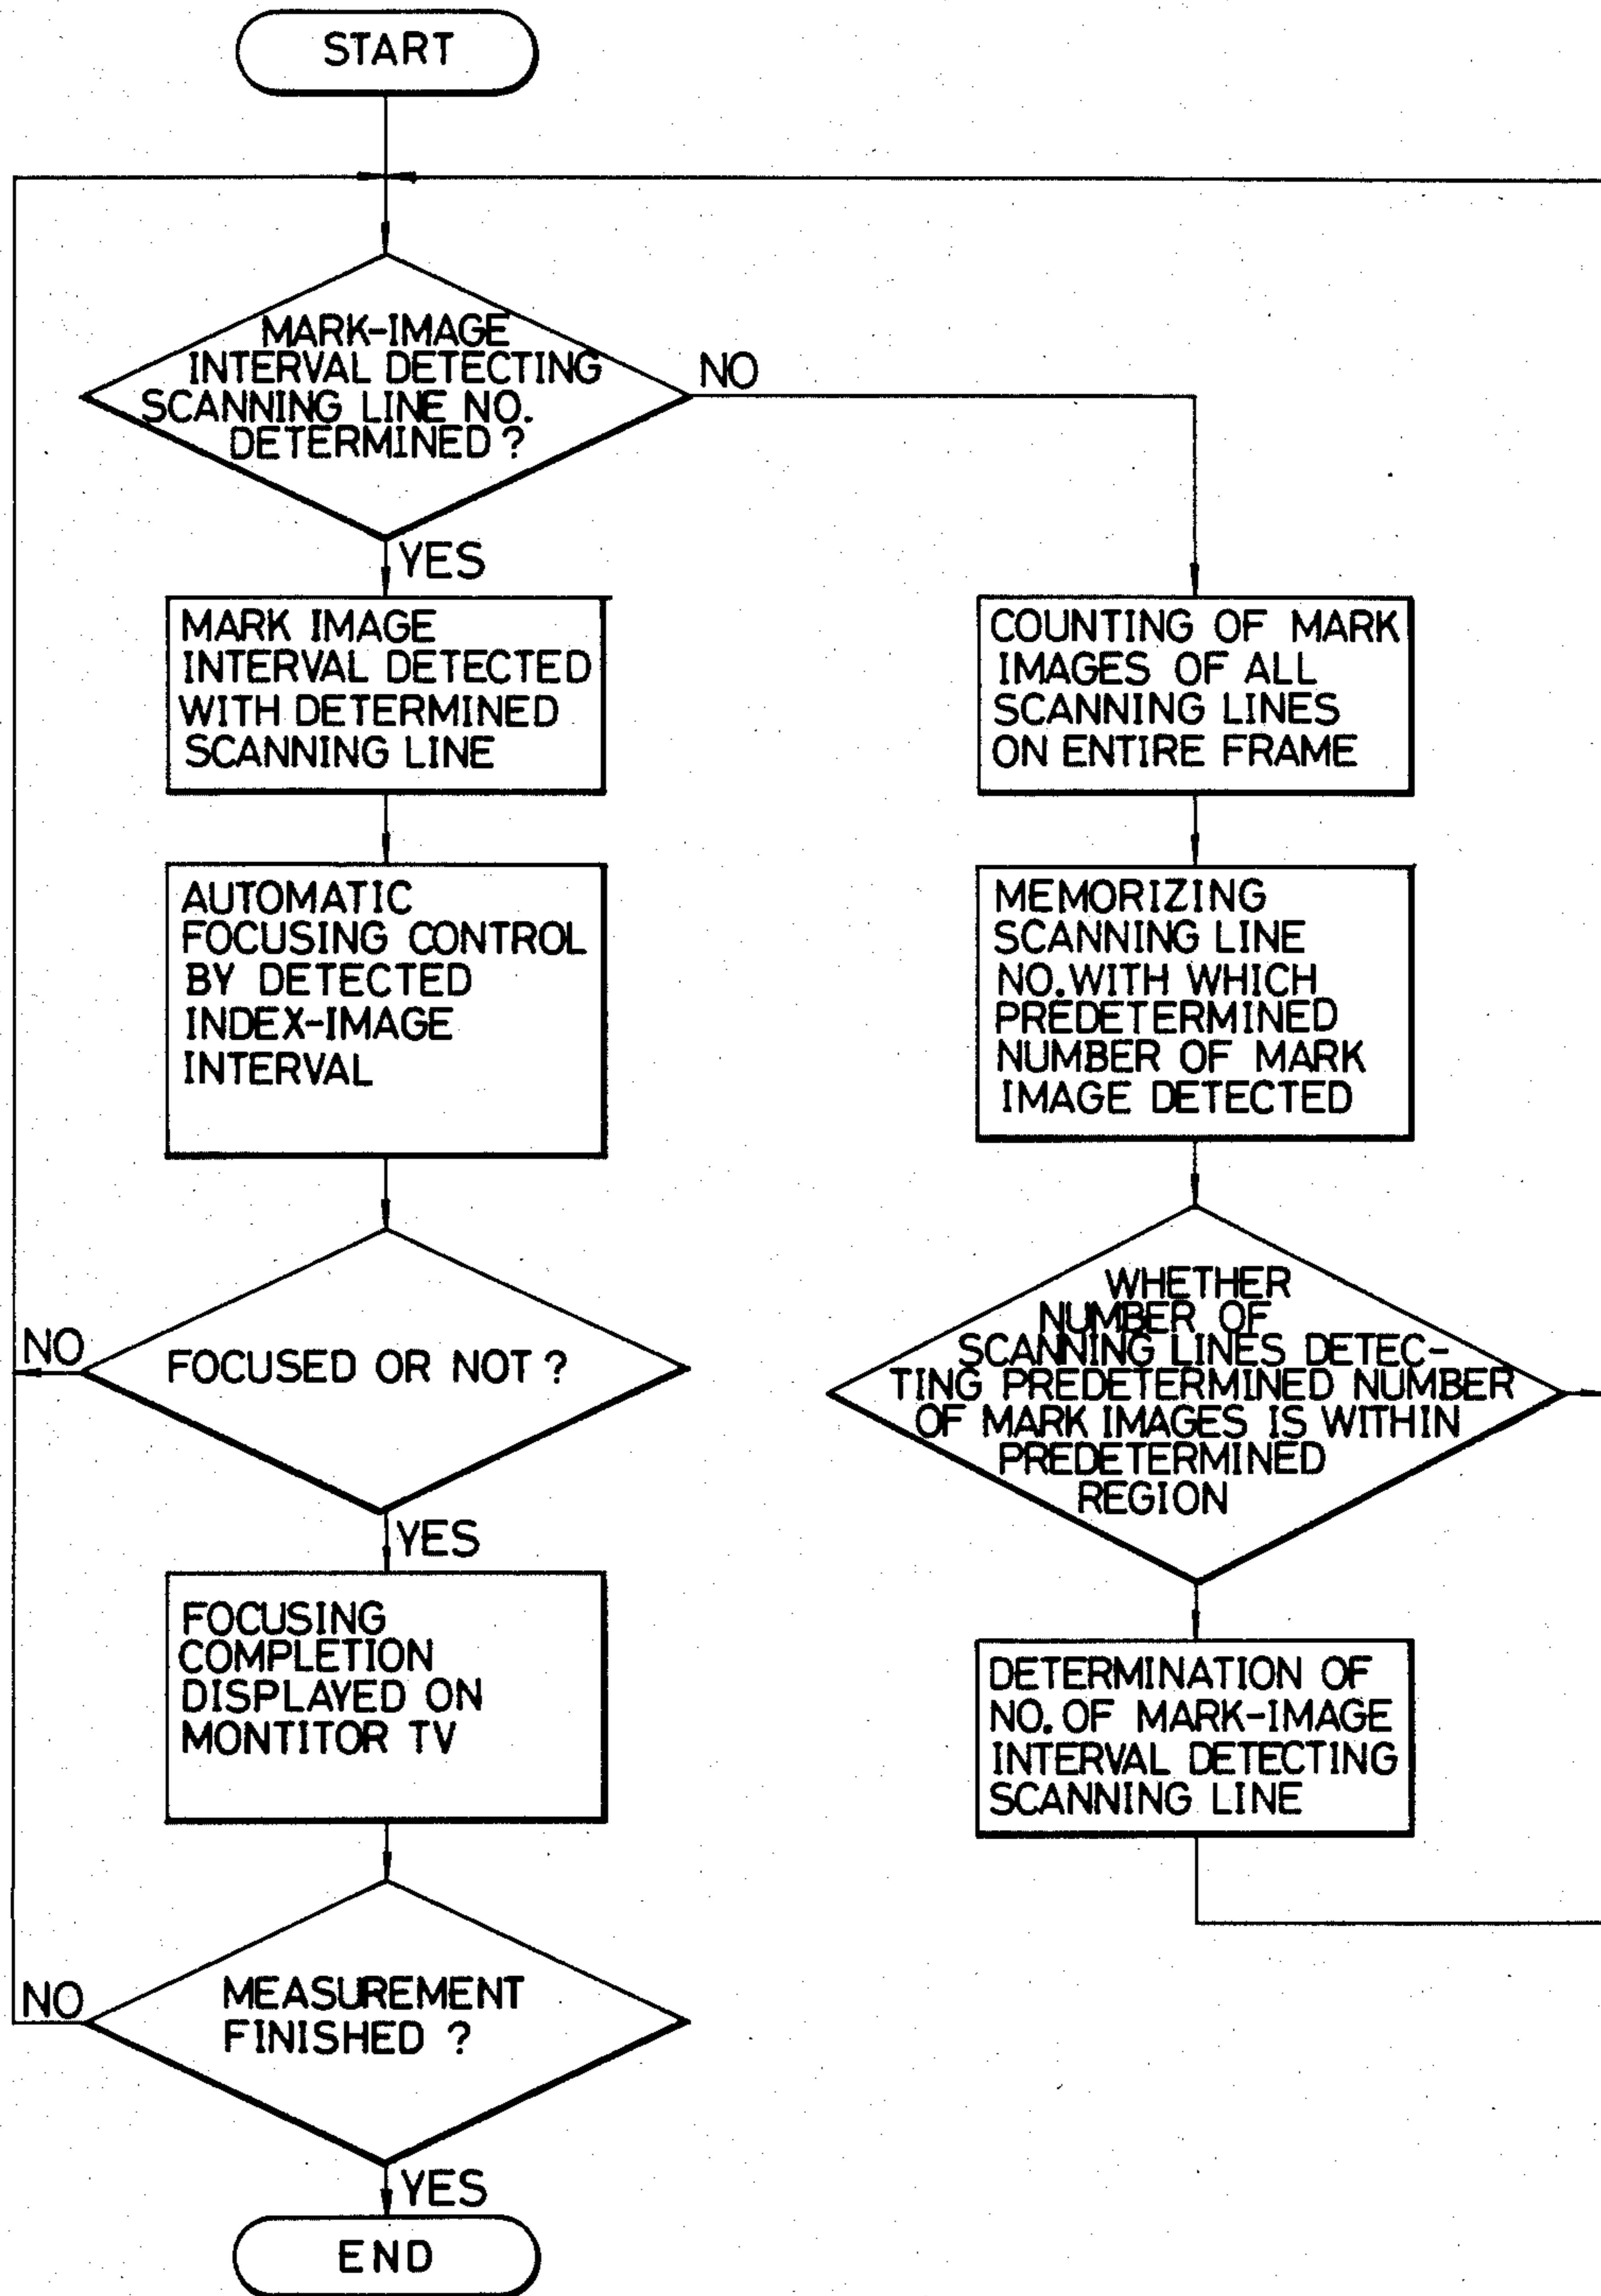 START
MARK-IMAGE
INTERVAL DETECTING
SCANNING LINE NO.
DETERMINED ?
NO
YES
MARK IMAGE
INTERVAL DETECTED
WITH DETERMINED
SCANNING LINE
AUTOMATIC
FOCUSING CONTROL
BY DETECTED
INDEX-IMAGE
INTERVAL
NO
FOCUSED OR NOT ?
YES
FOCUSING
COMPLETION
DISPLAYED ON
MONTITOR TV
NO
MEASUREMENT
FINISHED ?
YES
END
COUNTING OF MARK
IMAGES OF ALL
SCANNING LINES
ON ENTIRE FRAME
MEMORIZING
SCANNING LINE
NO. WITH WHICH
PREDETERMINED
NUMBER OF MARK
IMAGE DETECTED
WHETHER
NUMBER OF
SCANNING LINES DETEC-
TING PREDETERMINED NUMBER
OF MARK IMAGES IS WITHIN
PREDETERMINED
REGION
DETERMINATION OF
NO. OF MARK-IMAGE
INTERVAL DETECTING
SCANNING LINE